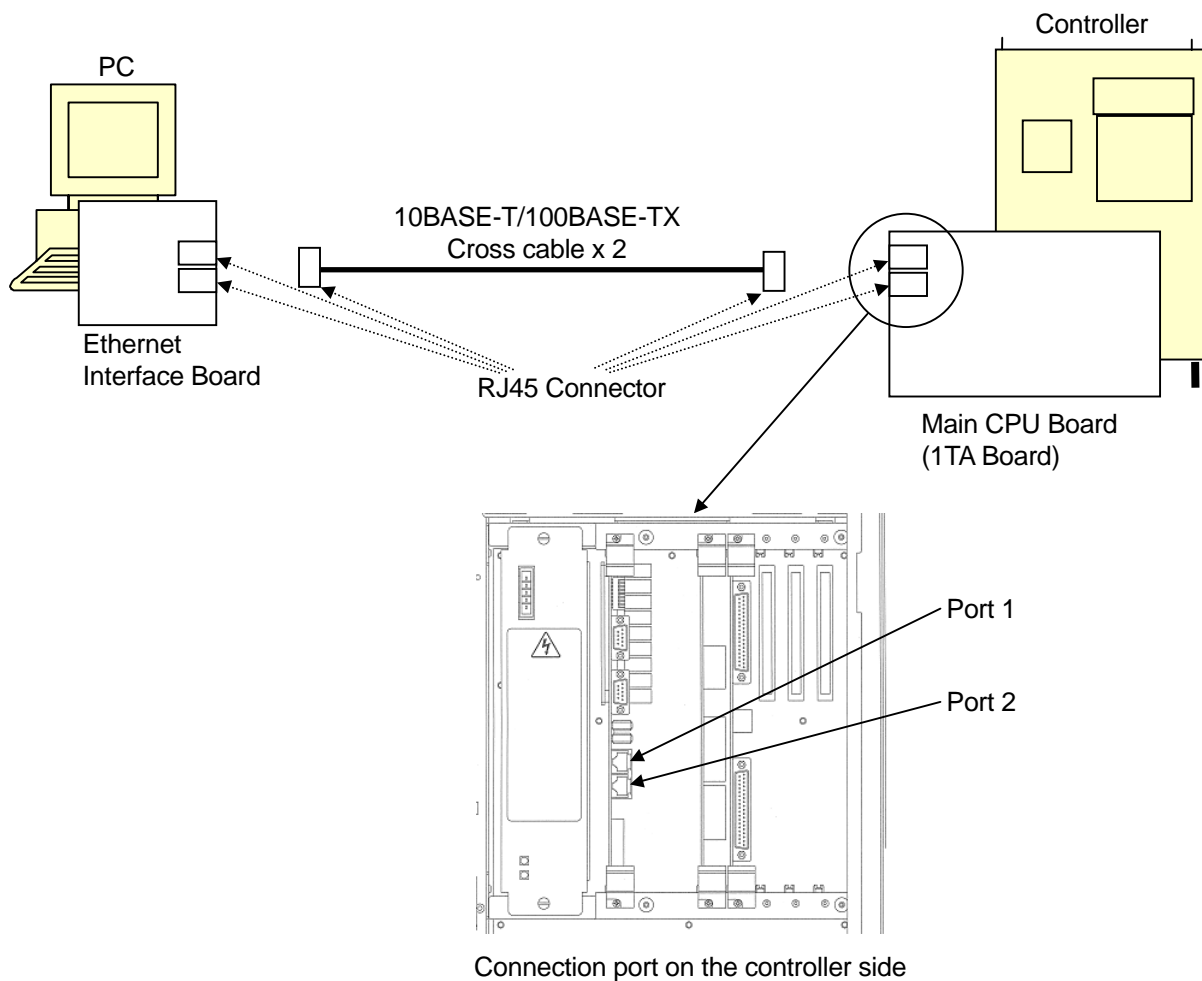 Controller
PC
10BASE-T/100BASE-TX
Cross cable x 2
Ethernet
Interface Board
RJ45 Connector
Main CPU Board
(1TA Board)
Port 1
Port 2
Connection port on the controller side